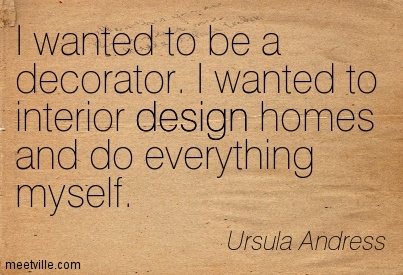 I wanted to be a
decorator. I wanted to
interior design homes
and do everything
myself.
Ursula Andress
meetville.com